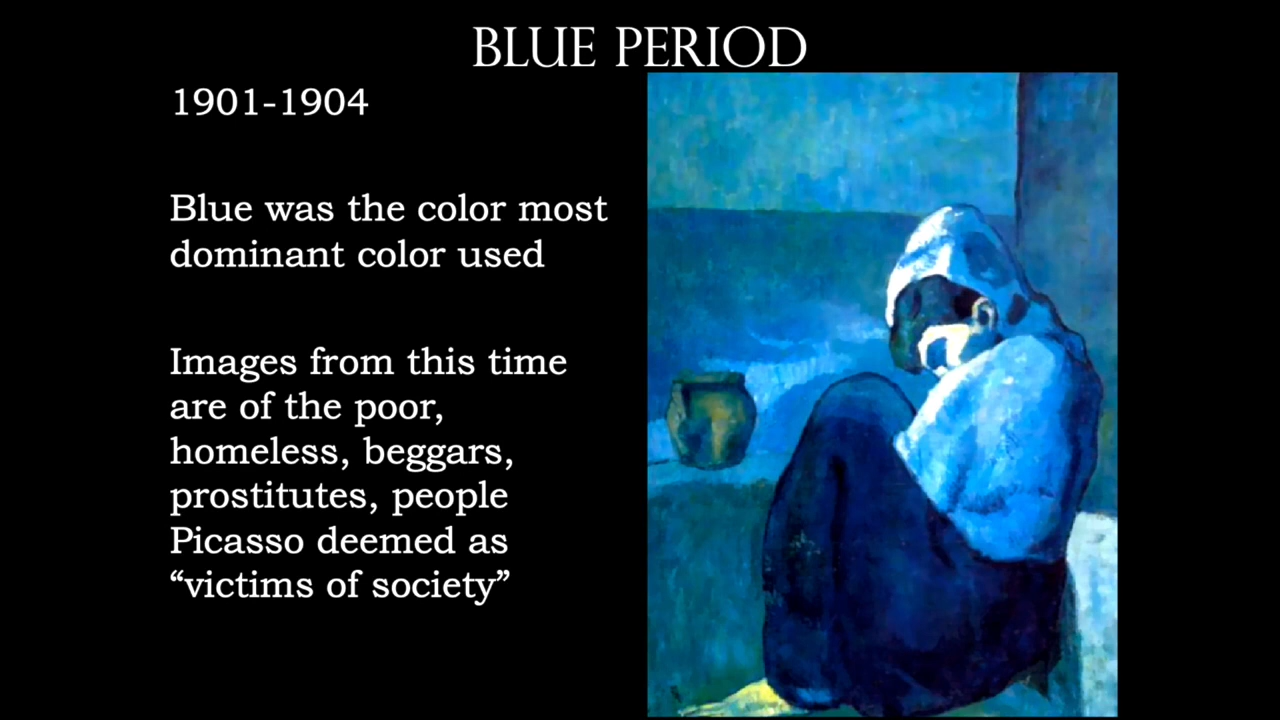 BLUE PERIOD
1901-1904
Blue was the color most
dominant color used
Images from this time
are of the poor,
homeless, beggars,
prostitutes, people
Picasso deemed as
“victims of society”